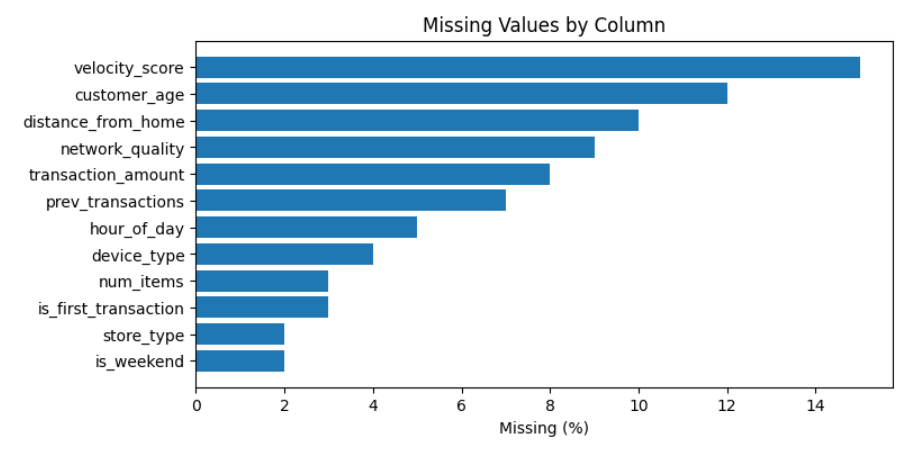 Missing Values by Column
velocity_score
customer_age
distance_from_home
network_quality
transaction_amount
prev_transactions
hour_of_day
device_type
num_items
is_first_transaction
store_type
is_weekend
0 2 4 6 8 10 12 14
Missing (%)